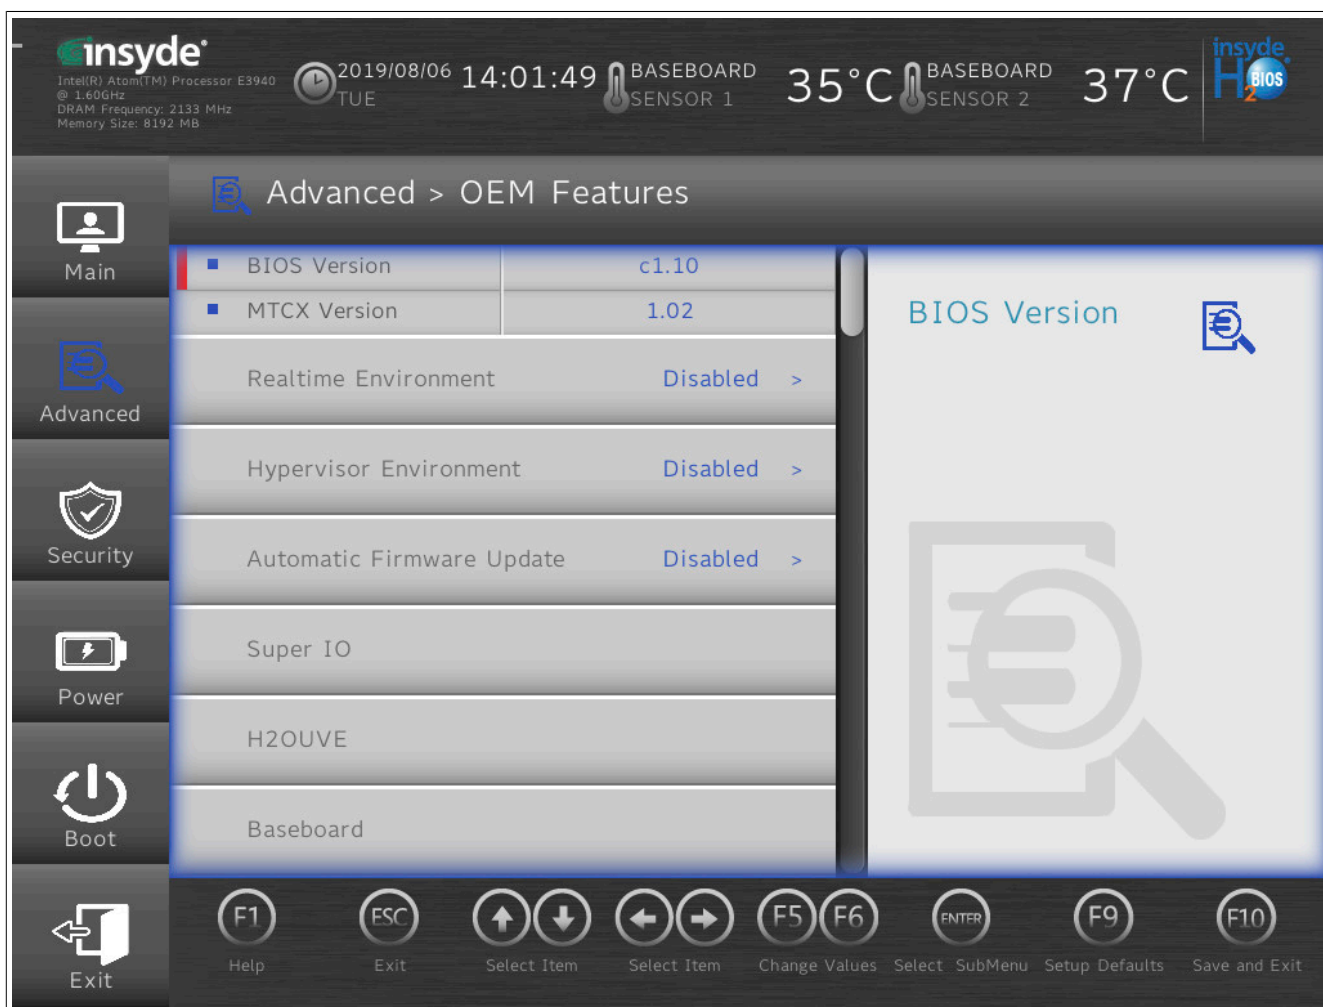 insyde
Intel(R) Atom(TM) Processor E3940
@ 1.60GHz
DRAM Frequency: 2133 MHz
Memory Size: 8192 MB
2019/08/06
TUE
14:01:49
BASEBOARD
SENSOR 1
35°C
BASEBOARD
SENSOR 2
37°C
insyde
H2
BIOS
Advanced > OEM Features
Main
Advanced
Security
Power
Boot
Exit
BIOS Version c1.10
MTCX Version 1.02
Realtime Environment Disabled >
Hypervisor Environment Disabled >
Automatic Firmware Update Disabled >
Super IO
H2OUVE
Baseboard
BIOS Version
F1
Help
ESC
Exit
Select Item
Select Item
F5 F6
Change Values
ENTER
Select SubMenu
F9
Setup Defaults
F10
Save and Exit